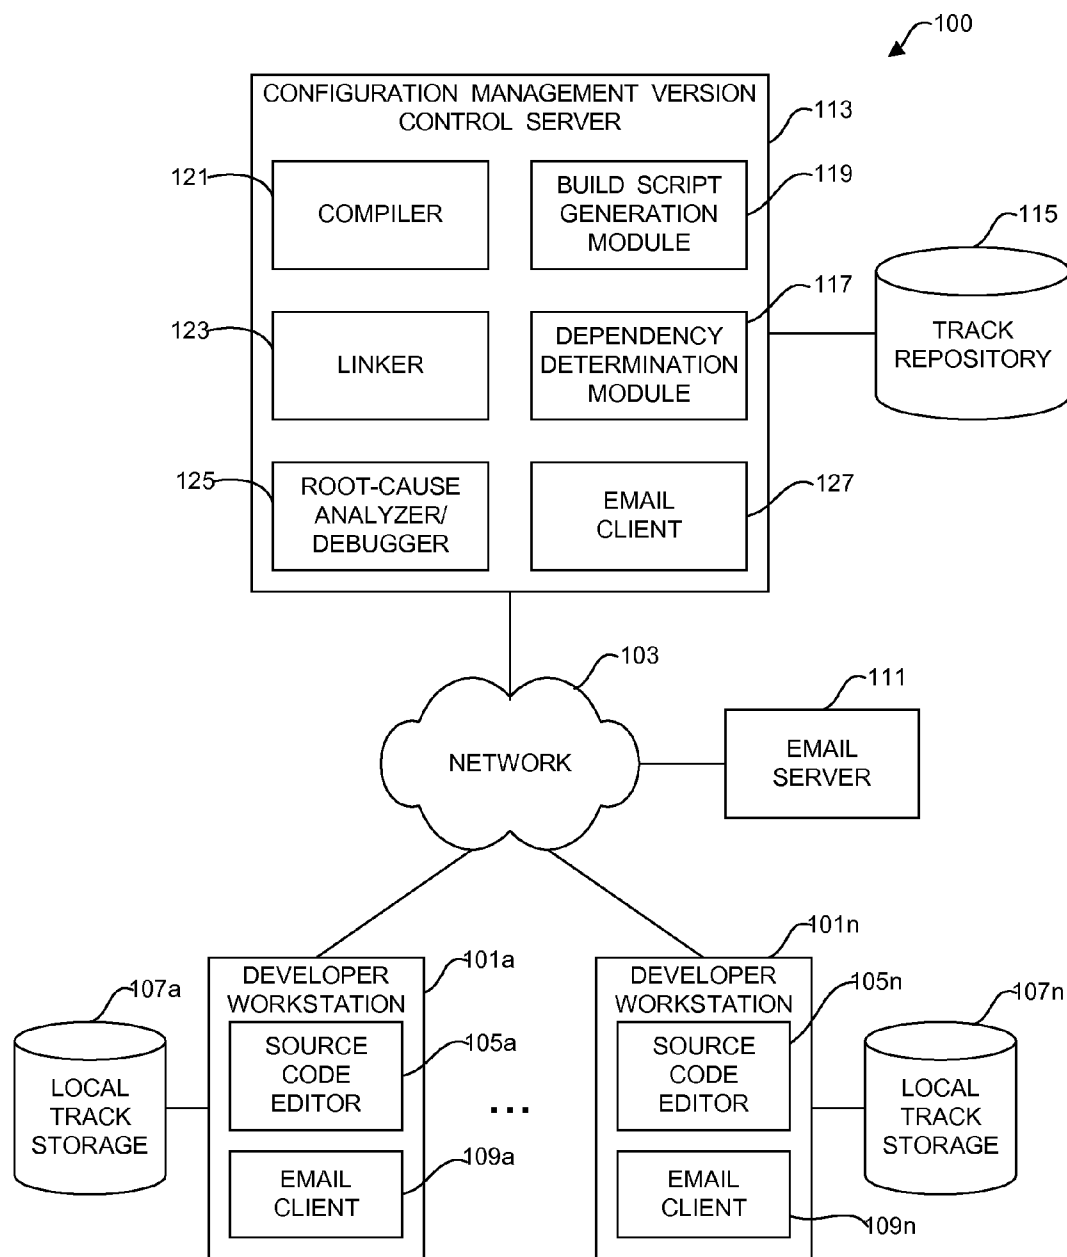 100
CONFIGURATION MANAGEMENT VERSION
CONTROL SERVER
113
121
COMPILER
BUILD SCRIPT
GENERATION
MODULE
119
115
TRACK
REPOSITORY
123
LINKER
DEPENDENCY
DETERMINATION
MODULE
117
125
ROOT-CAUSE
ANALYZER/
DEBUGGER
EMAIL
CLIENT
127
103
NETWORK
111
EMAIL
SERVER
101a
DEVELOPER
WORKSTATION
107a
LOCAL
TRACK
STORAGE
SOURCE
CODE
EDITOR
105a
EMAIL
CLIENT
109a
...
101n
DEVELOPER
WORKSTATION
105n
SOURCE
CODE
EDITOR
107n
LOCAL
TRACK
STORAGE
EMAIL
CLIENT
109n